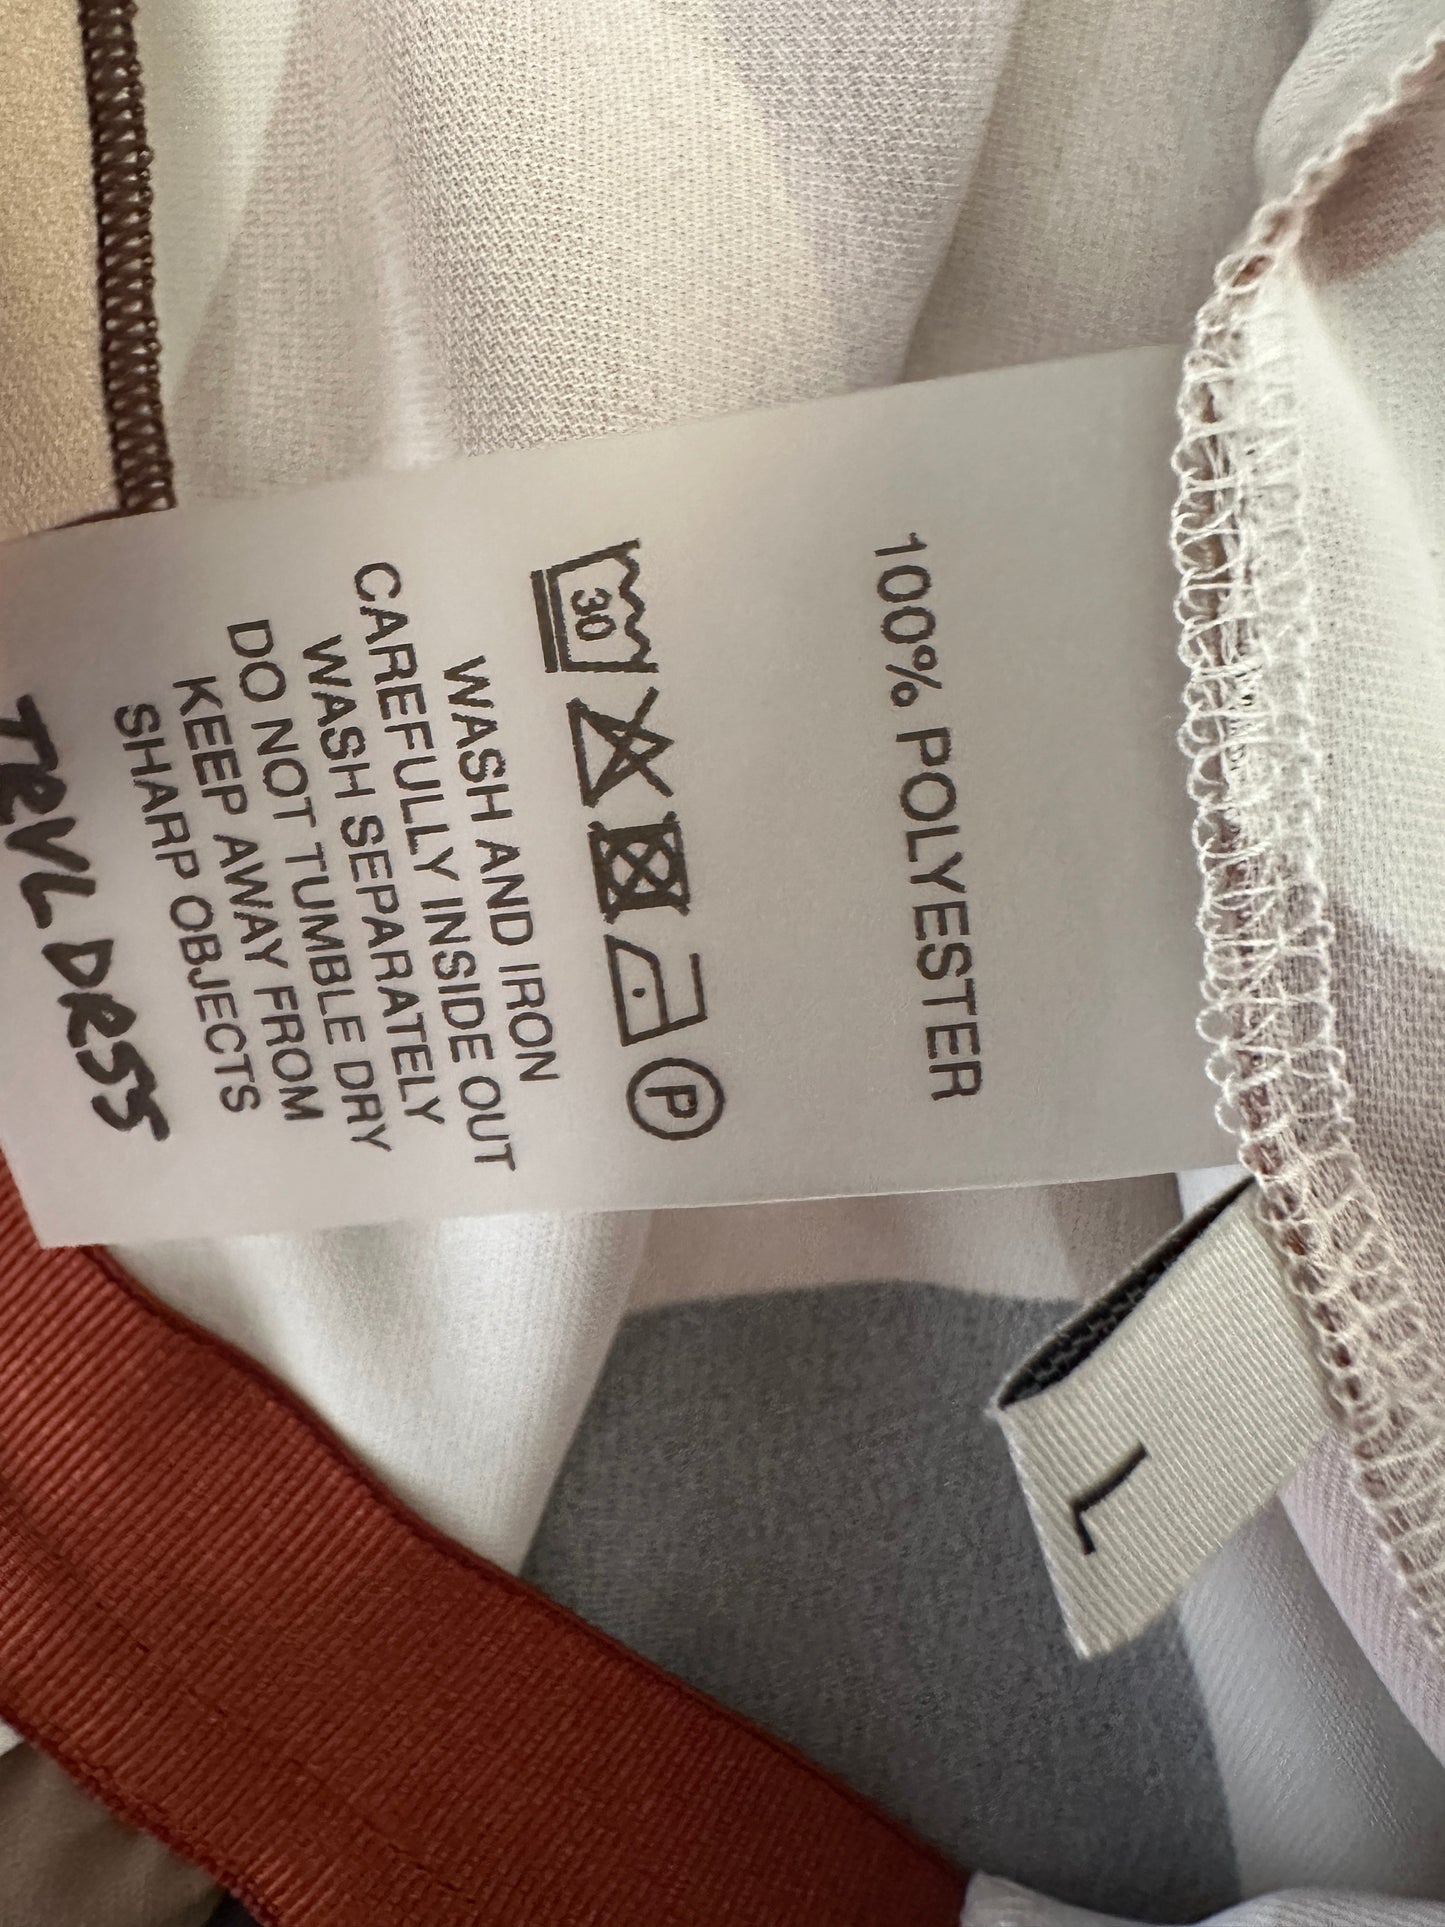 100% POLYESTER
30
P
WASH AND IRON
CAREFULLY INSIDE OUT
WASH SEPARATELY
DO NOT TUMBLE DRY
KEEP AWAY FROM
SHARP OBJECTS
TRVL DRSS
L